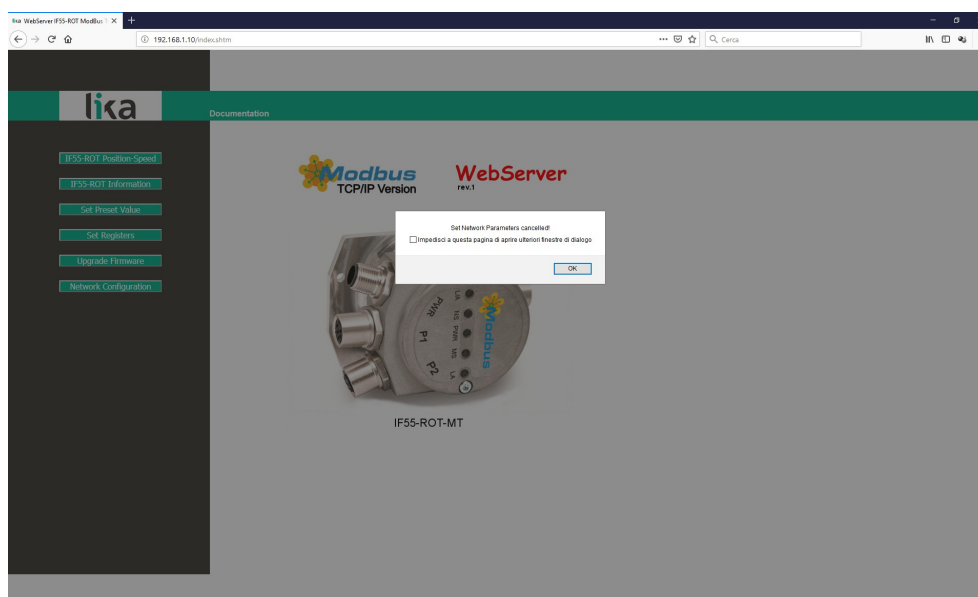 lika WebServer IF55-ROT ModBus T
192.168.1.10/index.shtm
Cerca
lika
Documentation
IF55-ROT Position-Speed
IF55-ROT Information
Set Preset Value
Set Registers
Upgrade Firmware
Network Configuration
Modbus
TCP/IP Version
WebServer
rev.1
Set Network Parameters cancelled!
Impedisci a questa pagina di aprire ulteriori finestre di dialogo
OK
PWR
P1
P2
LA
NS
PWR
MS
LA
Modbus
IF55-ROT-MT